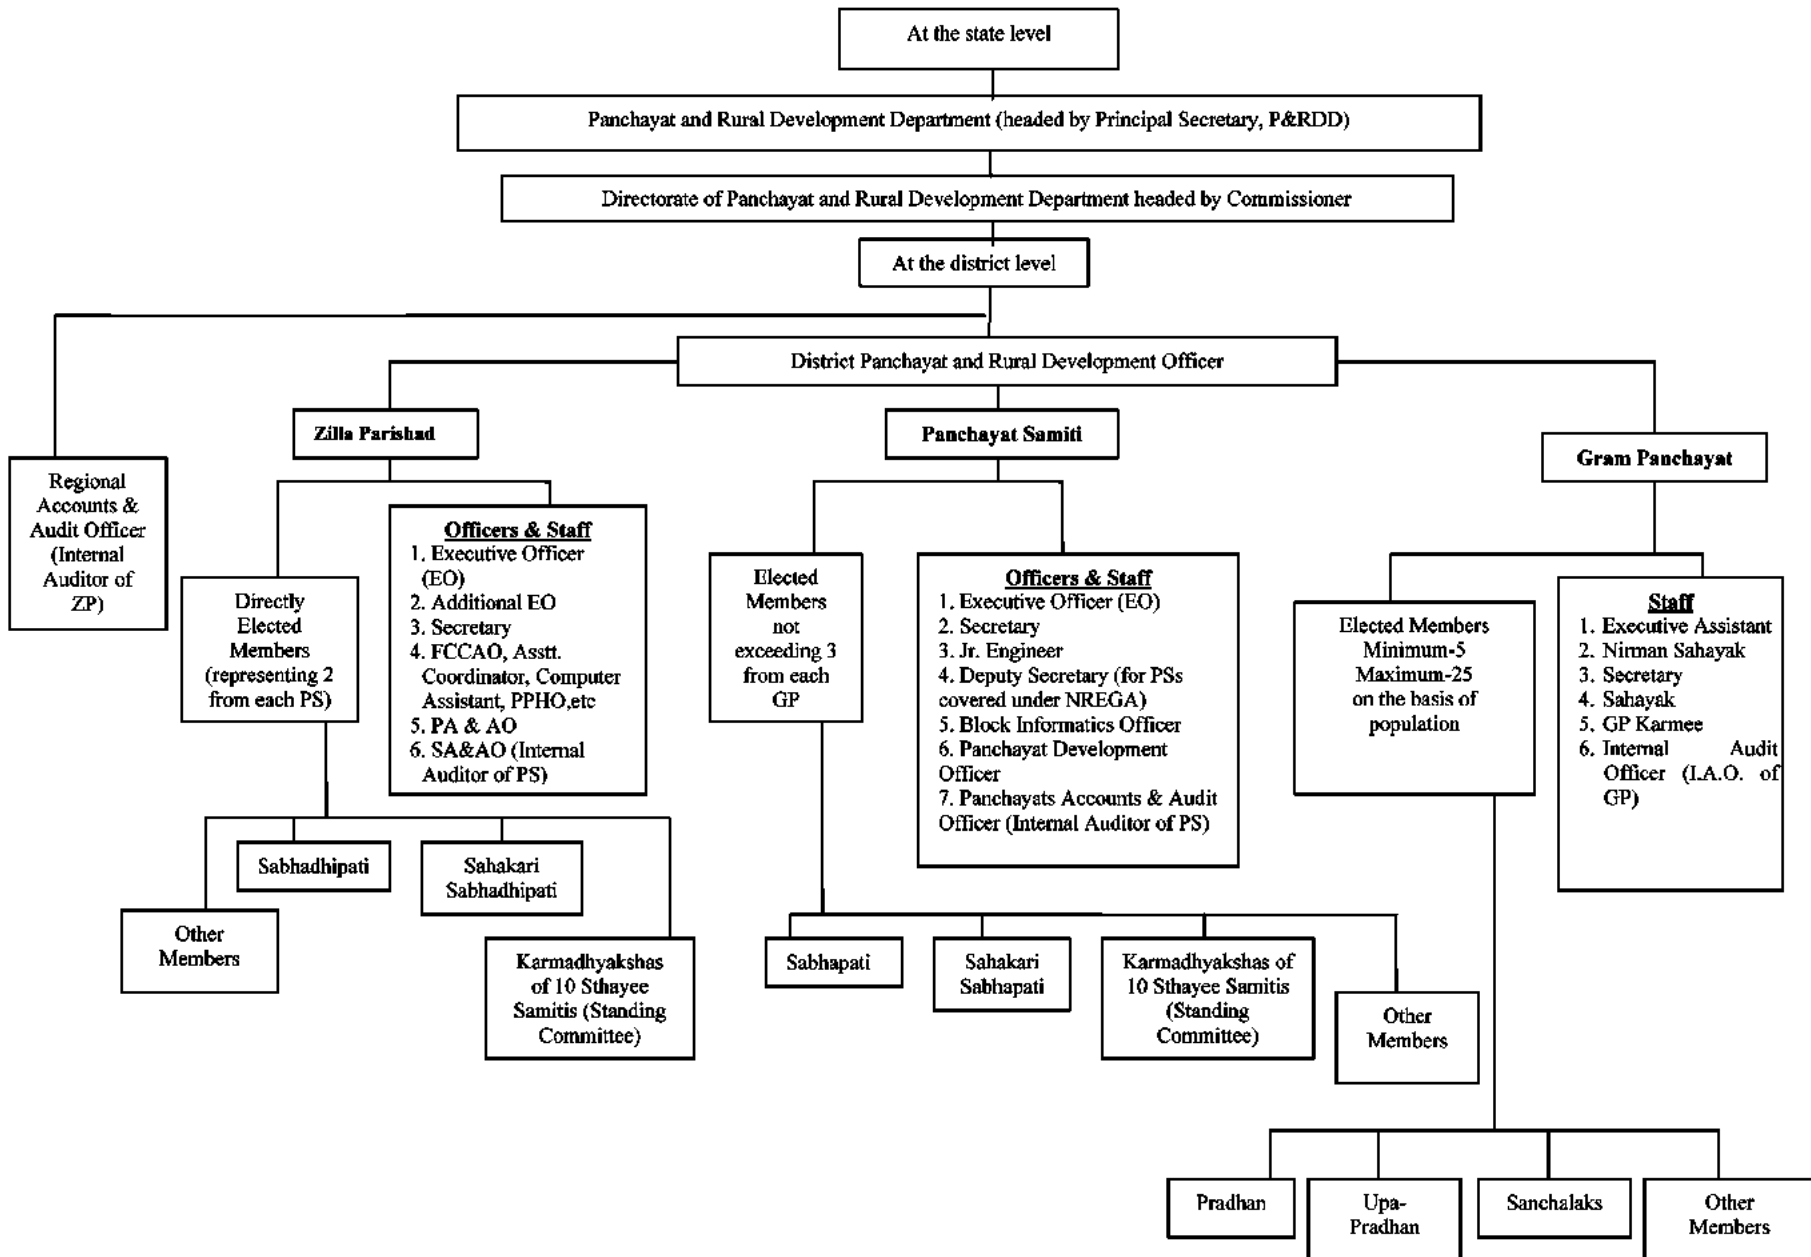 At the state level
Panchayat and Rural Development Department (headed by Principal Secretary, P&RDD)
Directorate of Panchayat and Rural Development Department headed by Commissioner
At the district level
District Panchayat and Rural Development Officer
Regional
Accounts &
Audit Officer
(Internal
Auditor of
ZP)
Zilla Parishad
Directly
Elected
Members
(representing 2
from each PS)
Officers & Staff
1. Executive Officer
(EO)
2. Additional EO
3. Secretary
4. FCCAO, Asstt.
Coordinator, Computer
Assistant, PPHO,etc
5. PA & AO
6. SA&AO (Internal
Auditor of PS)
Other
Members
Sabhadhipati
Sahakari
Sabhadhipati
Karmadhyakshas
of 10 Sthayee
Samitis (Standing
Committee)
Panchayat Samiti
Elected
Members
not
exceeding 3
from each
GP
Officers & Staff
1. Executive Officer (EO)
2. Secretary
3. Jr. Engineer
4. Deputy Secretary (for PSs
covered under NREGA)
5. Block Informatics Officer
6. Panchayat Development
Officer
7. Panchayats Accounts & Audit
Officer (Internal Auditor of PS)
Sabhapati
Sahakari
Sabhapati
Karmadhyakshas of
10 Sthayee Samitis
(Standing
Committee)
Other
Members
Gram Panchayat
Elected Members
Minimum-5
Maximum-25
on the basis of
population
Staff
1. Executive Assistant
2. Nirman Sahayak
3. Secretary
4. Sahayak
5. GP Karmee
6. Internal Audit
Officer (I.A.O. of
GP)
Pradhan
Upa-
Pradhan
Sanchalaks
Other
Members